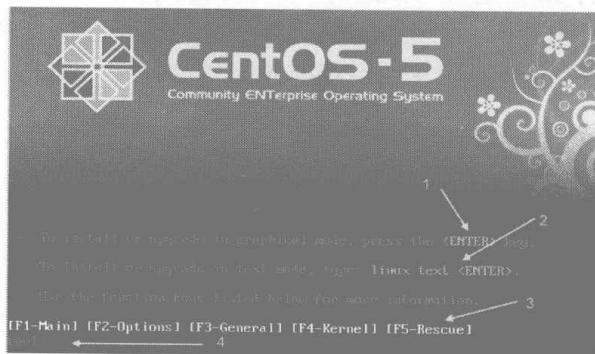 CentOS-5
Community ENTerprise Operating System
1
2
- To install or upgrade in graphical mode, press the <ENTER> key.
- To install or upgrade in text mode, type: linux text <ENTER>.
- Use the function keys listed below for more information.
3
[F1-Main] [F2-Options] [F3-General] [F4-Kernel] [F5-Rescue]
4